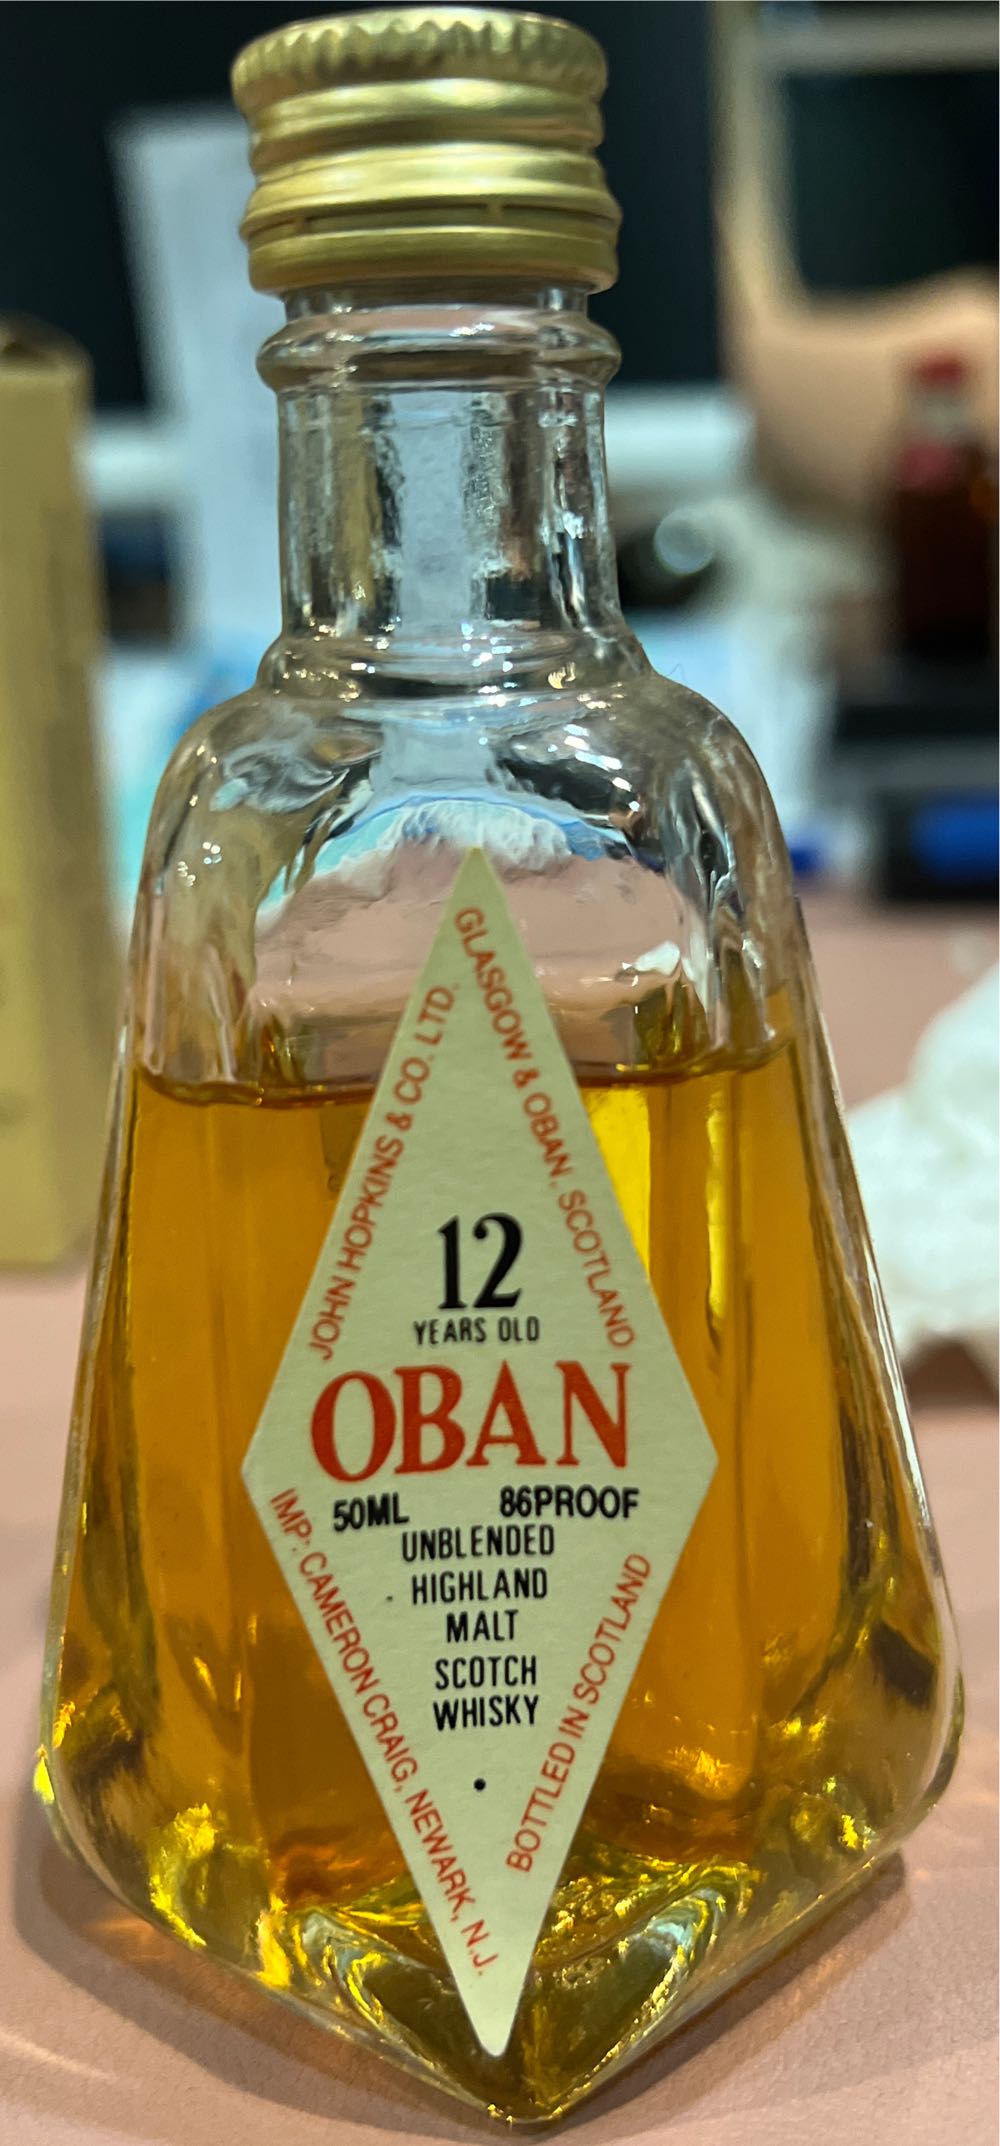 JOHN HOPKINS & CO. LTD.
GLASGOW & OBAN, SCOTLAND
12
YEARS OLD
OBAN
50ML 86PROOF
UNBLENDED
HIGHLAND
MALT
SCOTCH
WHISKY
IMP: CAMERON CRAIG, NEWARK, N.J.
BOTTLED IN SCOTLAND